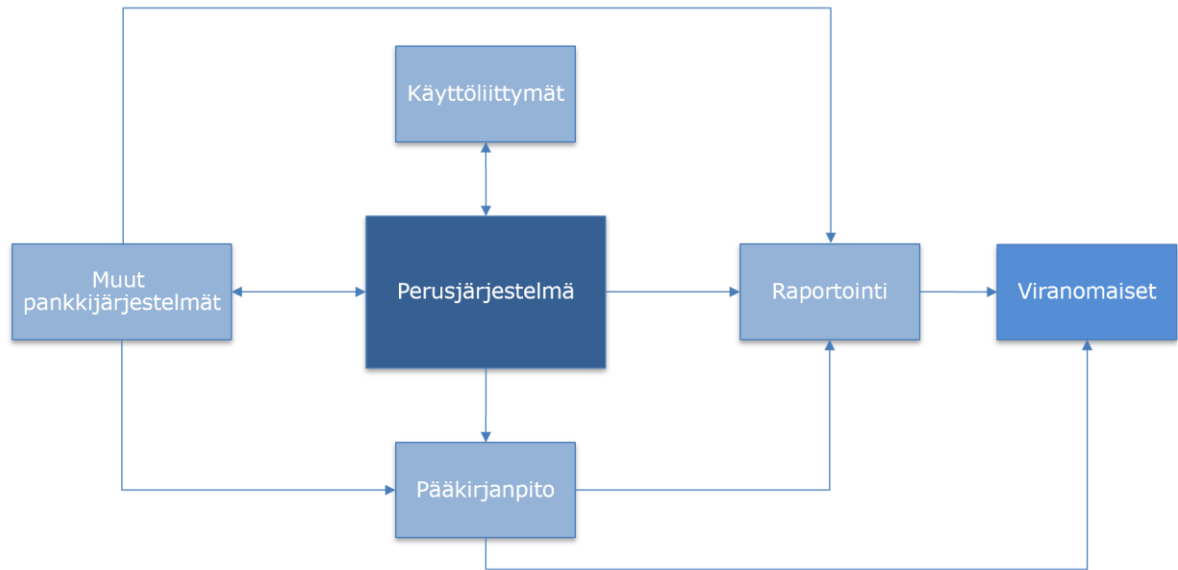 Käyttöliittymät
Muut
pankkijärjestelmät
Perusjärjestelmä
Raportointi
Viranomaiset
Pääkirjanpito